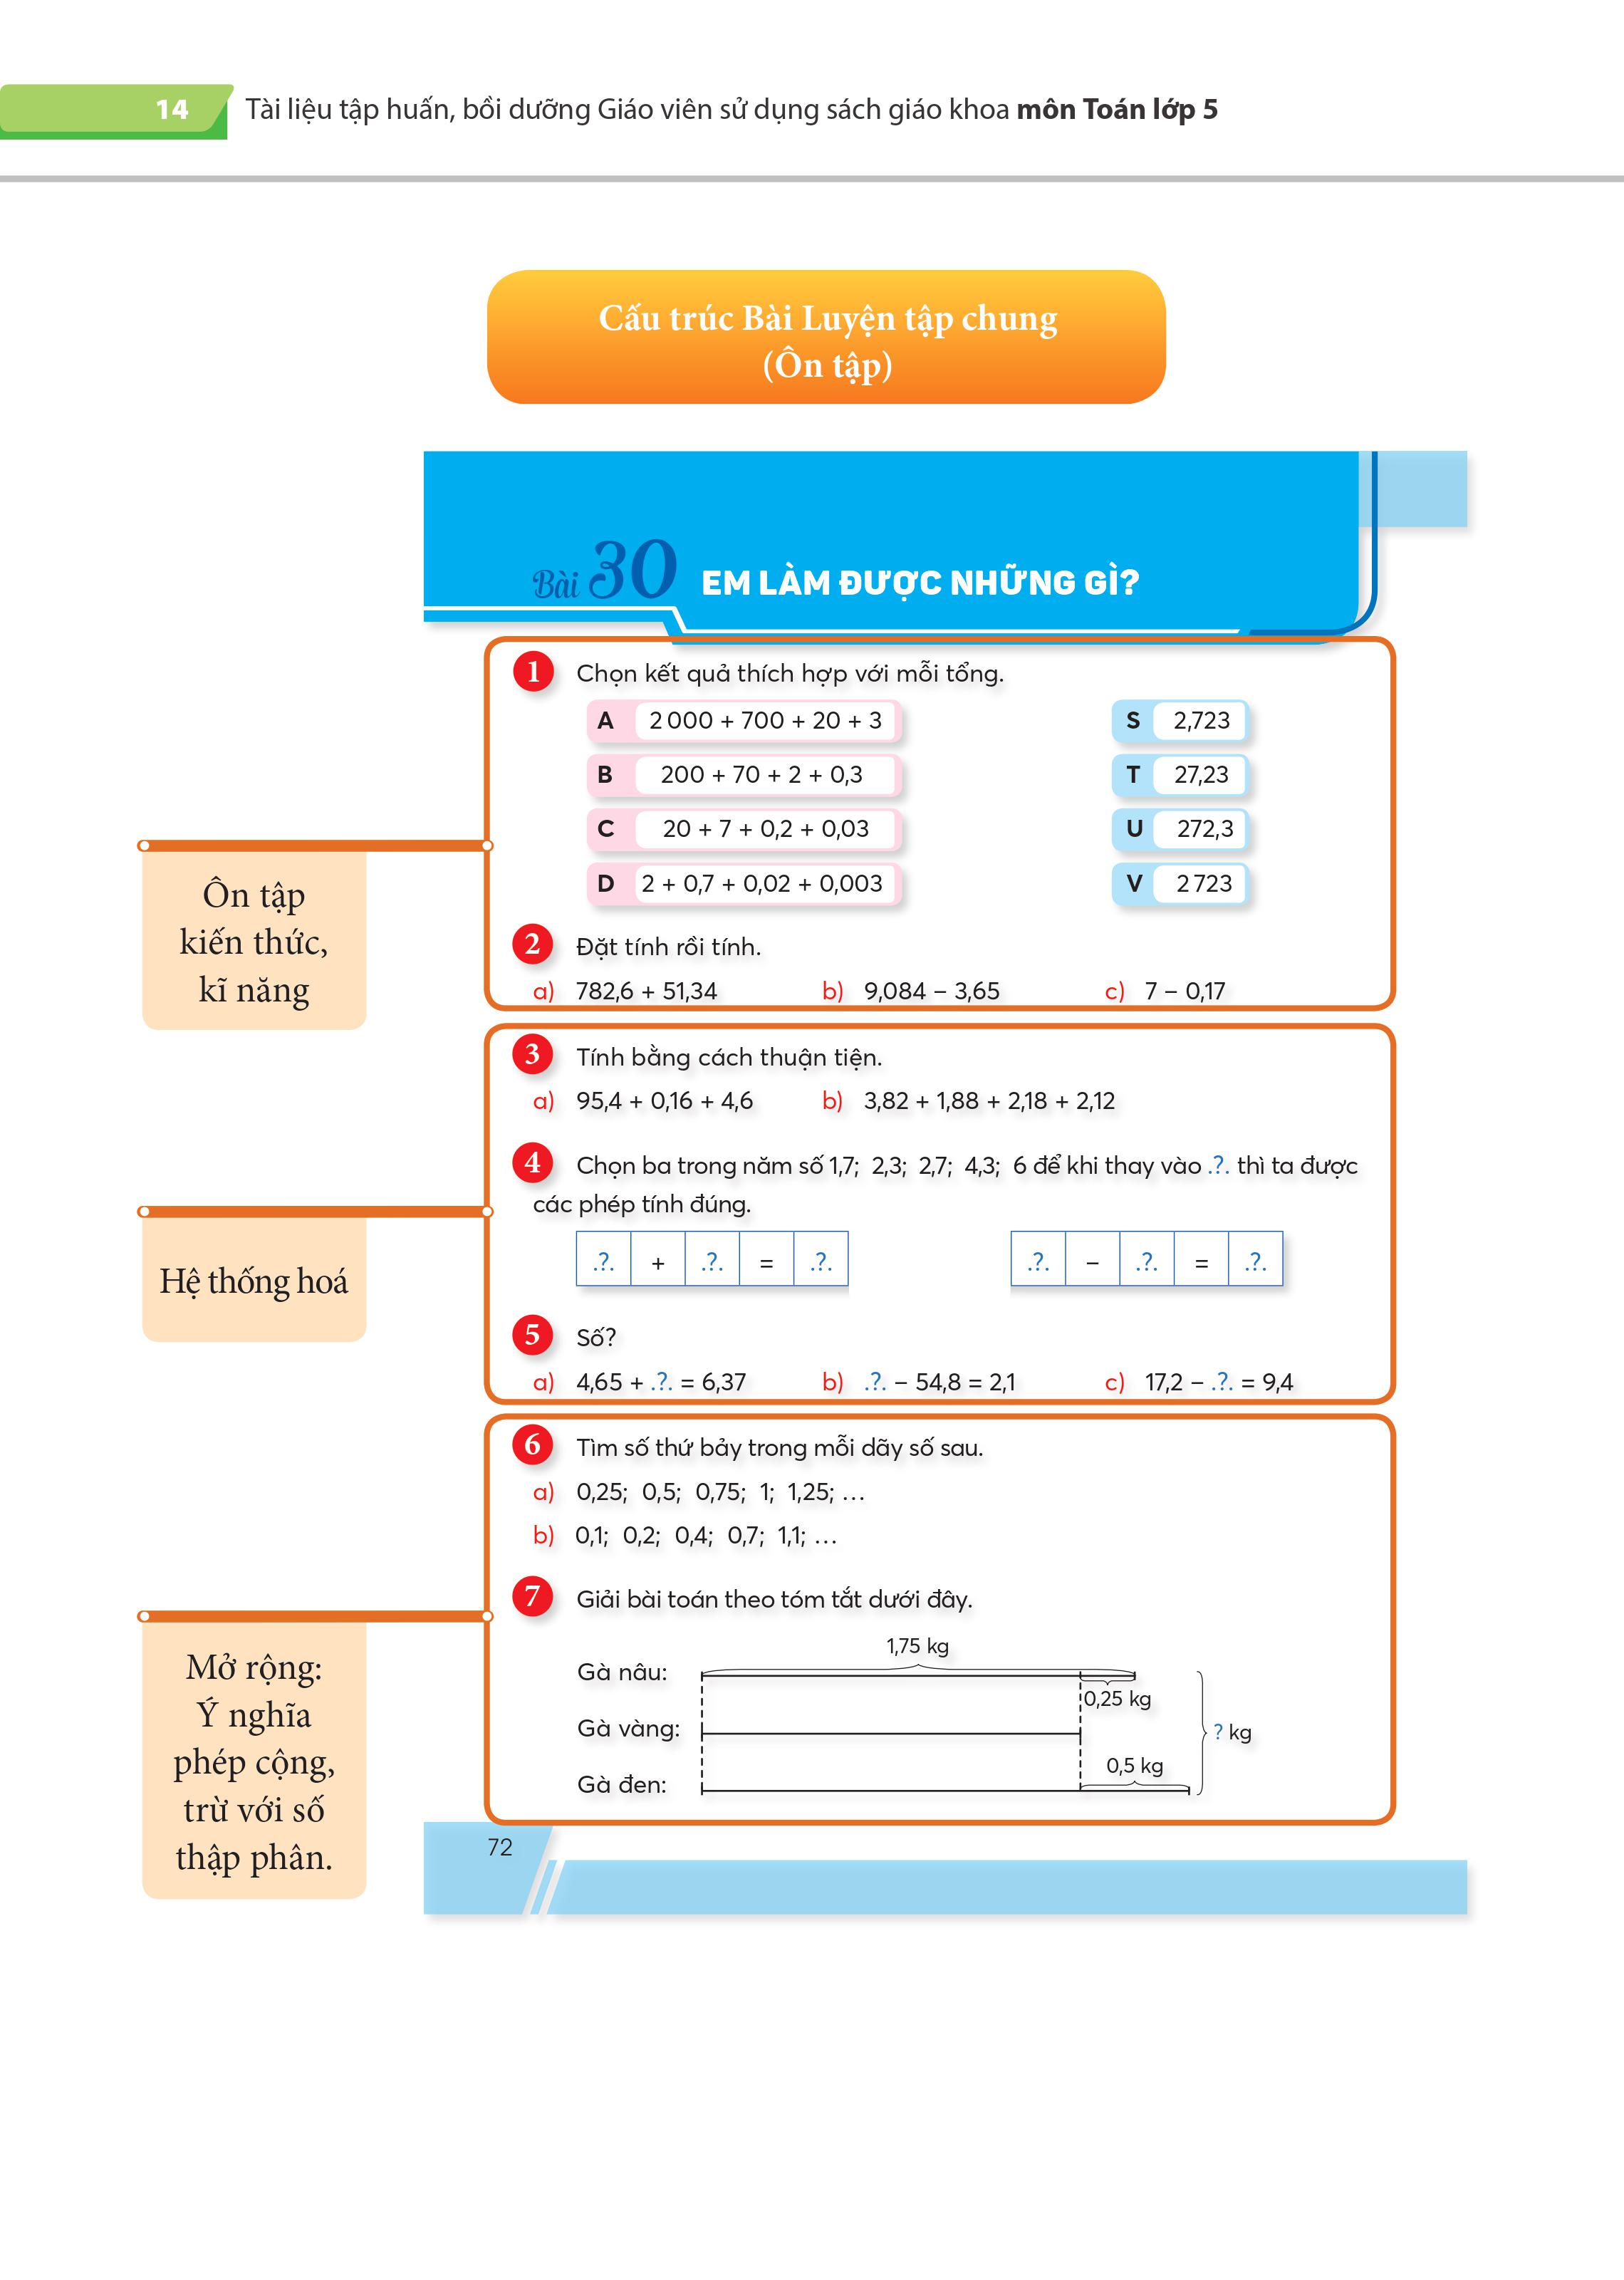 14 Tài liệu tập huấn, bồi dưỡng Giáo viên sử dụng sách giáo khoa môn Toán lớp 5
Cấu trúc Bài Luyện tập chung
(Ôn tập)
Bài 30 EM LÀM ĐƯỢC NHỮNG GÌ?
1 Chọn kết quả thích hợp với mỗi tổng.
A 2 000 + 700 + 20 + 3 S 2,723
B 200 + 70 + 2 + 0,3 T 27,23
C 20 + 7 + 0,2 + 0,03 U 272,3
D 2 + 0,7 + 0,02 + 0,003 V 2 723
2 Đặt tính rồi tính.
a) 782,6 + 51,34 b) 9,084 – 3,65 c) 7 – 0,17
Ôn tập
kiến thức,
kĩ năng
3 Tính bằng cách thuận tiện.
a) 95,4 + 0,16 + 4,6 b) 3,82 + 1,88 + 2,18 + 2,12
4 Chọn ba trong năm số 1,7; 2,3; 2,7; 4,3; 6 để khi thay vào .?. thì ta được
các phép tính đúng.
.?. + .?. = .?. .?. – .?. = .?.
5 Số?
a) 4,65 + .?. = 6,37 b) .?. – 54,8 = 2,1 c) 17,2 – .?. = 9,4
Hệ thống hoá
6 Tìm số thứ bảy trong mỗi dãy số sau.
a) 0,25; 0,5; 0,75; 1; 1,25; ...
b) 0,1; 0,2; 0,4; 0,7; 1,1; ...
7 Giải bài toán theo tóm tắt dưới đây.
1,75 kg
Gà nâu:
0,25 kg
Gà vàng:
? kg
0,5 kg
Gà đen:
Mở rộng:
Ý nghĩa
phép cộng,
trừ với số
thập phân.
72